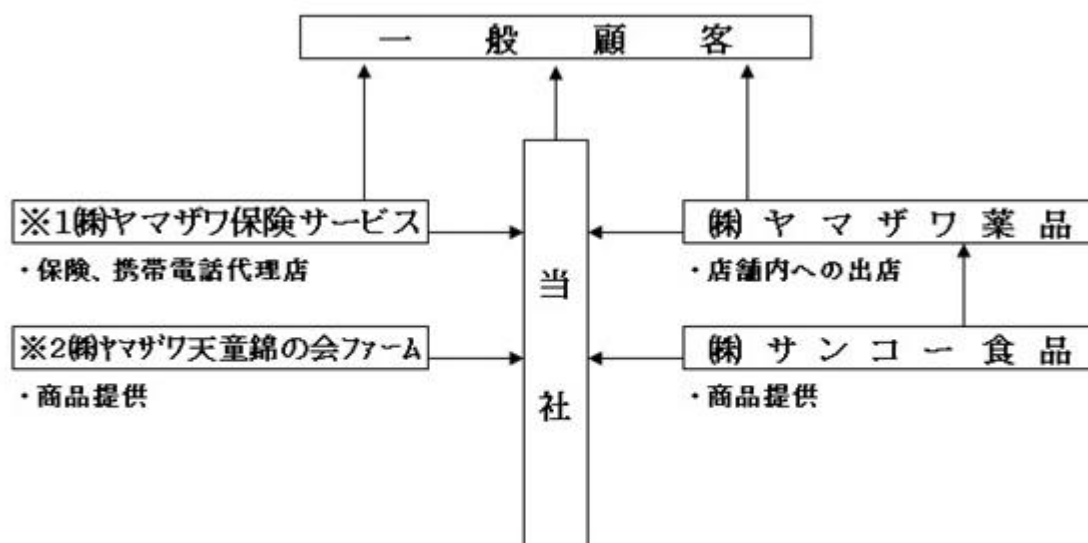 一般顧客
※1㈱ヤマザワ保険サービス
・保険、携帯電話代理店
※2㈱ヤマザワ天童錦の会ファーム
・商品提供
当社
㈱ヤマザワ薬品
・店舗内への出店
㈱サンコー食品
・商品提供